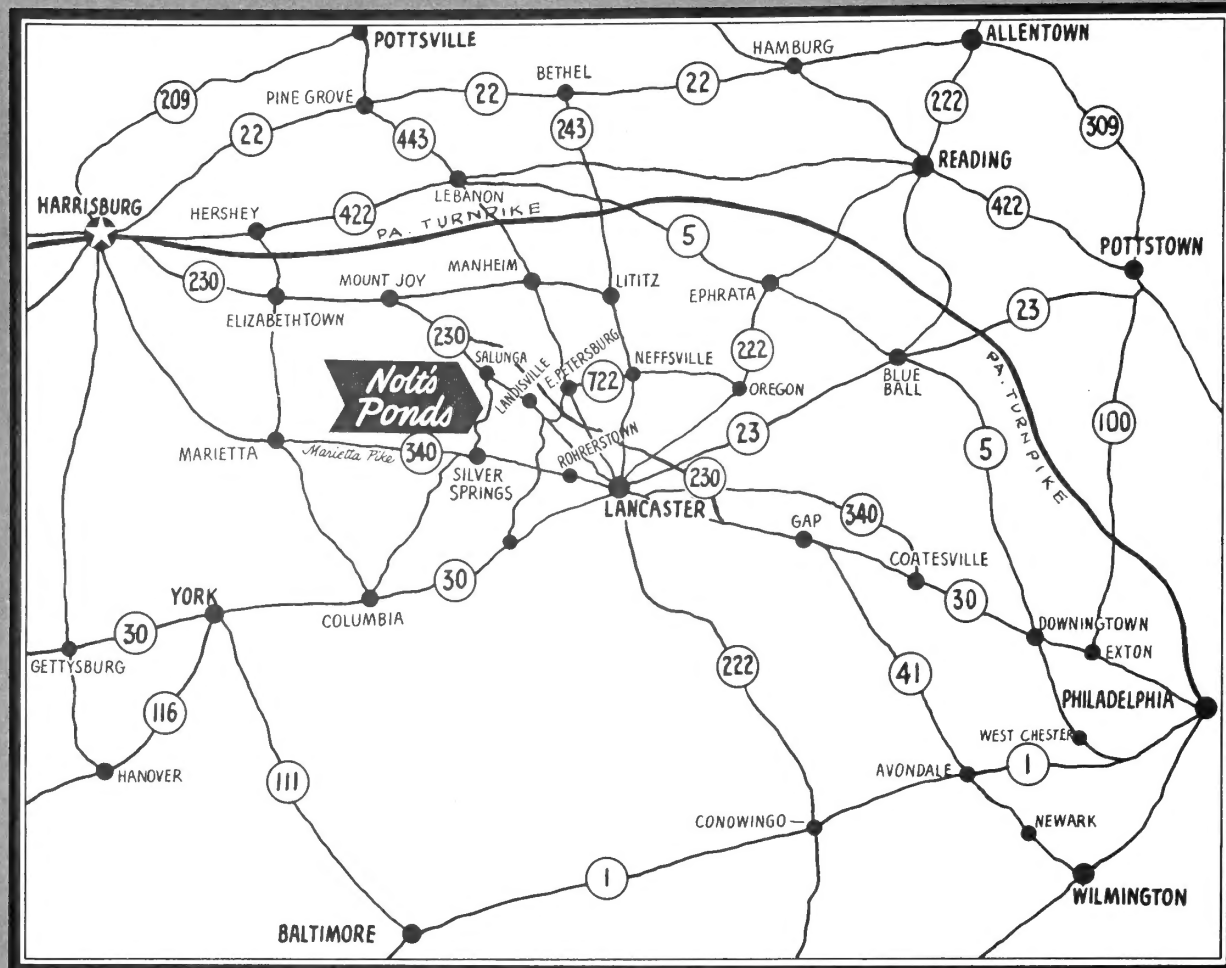 POTTSVILLE
ALLENTOWN
HAMBURG
BETHEL
209
PINE GROVE
22
22
22
222
309
443
243
READING
HARRISBURG
HERSHEY
422
LEBANON
PA. TURNPIKE
422
5
POTTSTOWN
230
MOUNT JOY
MANHEIM
LITITZ
EPHRATA
ELIZABETHTOWN
23
230
SALUNGA
LANDISVILLE
E. PETERSBURG
722
NEFFSVILLE
222
OREGON
BLUE
BALL
PA. TURNPIKE
Nolt's
Ponds
100
MARIETTA
Marietta Pike
340
SILVER
SPRINGS
ROHRERSTOWN
23
5
230
LANCASTER
340
GAP
COATESVILLE
30
30
YORK
COLUMBIA
DOWNINGTOWN
EXTON
30
GETTYSBURG
222
41
PHILADELPHIA
116
WEST CHESTER
1
HANOVER
111
AVONDALE
CONOWINGO
NEWARK
1
WILMINGTON
BALTIMORE